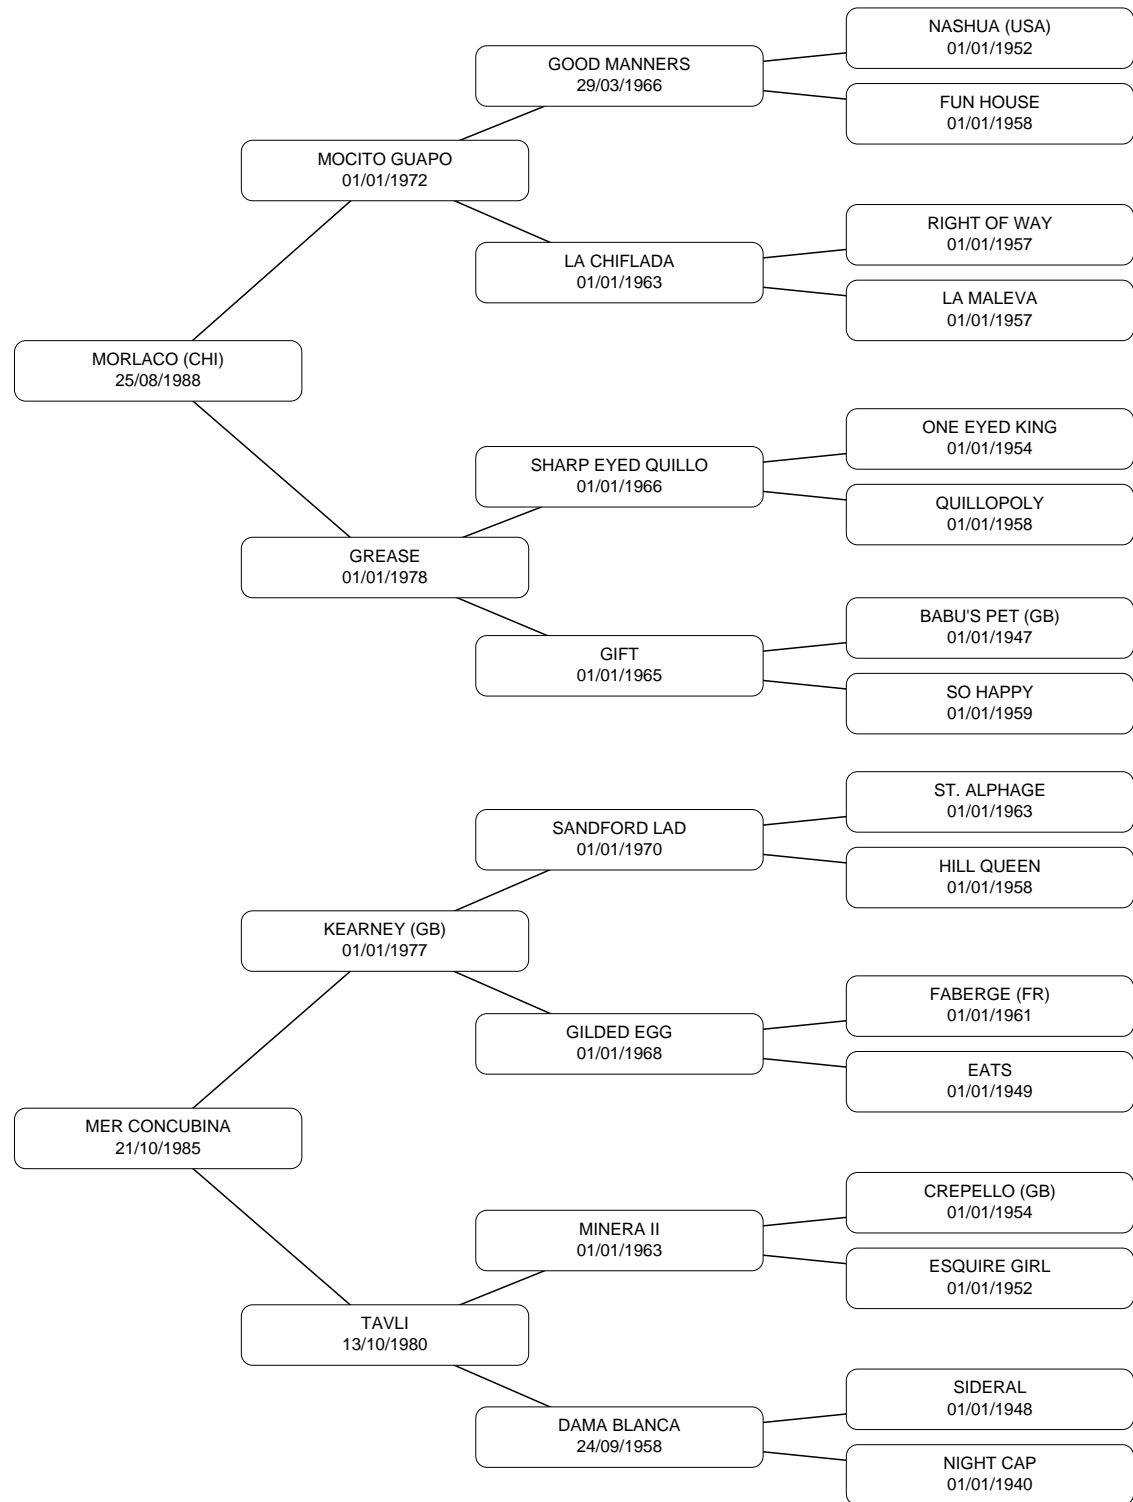 NASHUA (USA)
01/01/1952
GOOD MANNERS
29/03/1966
FUN HOUSE
01/01/1958
MOCITO GUAPO
01/01/1972
RIGHT OF WAY
01/01/1957
LA CHIFLADA
01/01/1963
LA MALEVA
01/01/1957
MORLACO (CHI)
25/08/1988
ONE EYED KING
01/01/1954
SHARP EYED QUILLO
01/01/1966
QUILLOPOLY
01/01/1958
GREASE
01/01/1978
BABU'S PET (GB)
01/01/1947
GIFT
01/01/1965
SO HAPPY
01/01/1959
ST. ALPHAGE
01/01/1963
SANDFORD LAD
01/01/1970
HILL QUEEN
01/01/1958
KEARNEY (GB)
01/01/1977
FABERGE (FR)
01/01/1961
GILDED EGG
01/01/1968
EATS
01/01/1949
MER CONCUBINA
21/10/1985
CREPELLO (GB)
01/01/1954
MINERA II
01/01/1963
ESQUIRE GIRL
01/01/1952
TAVLI
13/10/1980
SIDERAL
01/01/1948
DAMA BLANCA
24/09/1958
NIGHT CAP
01/01/1940